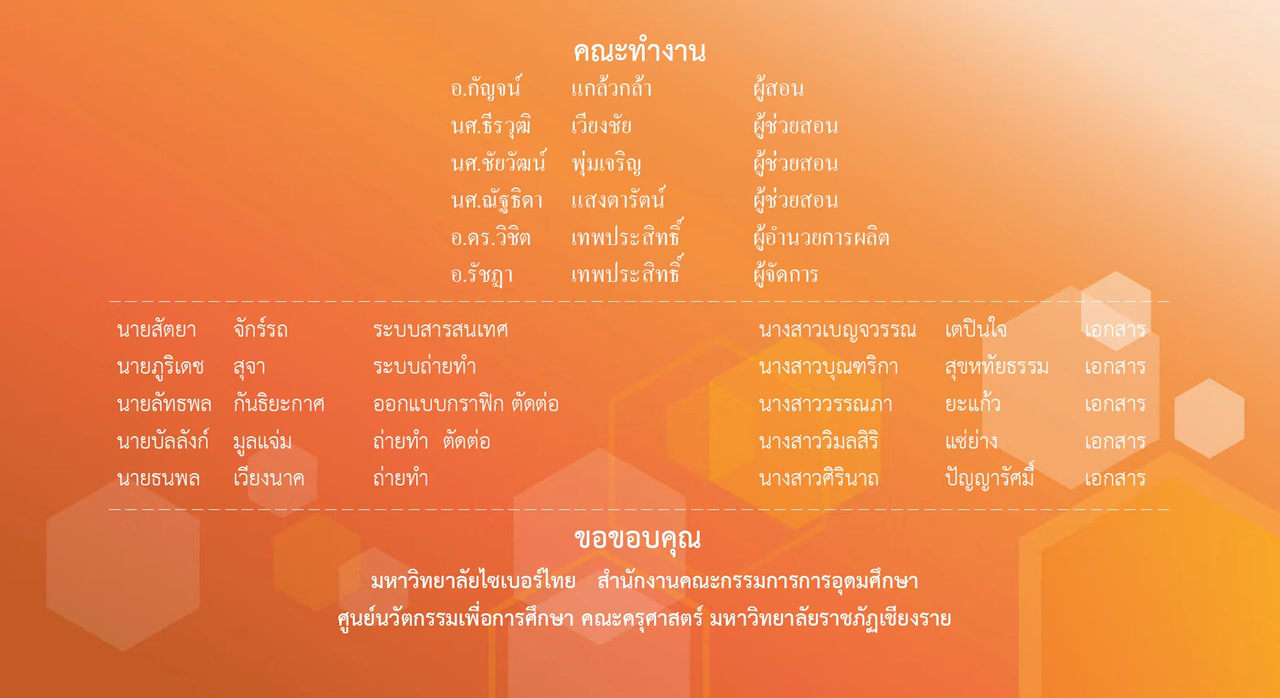 คณะทำงาน
อ.กัญจน์ แกล้วกล้า ผู้สอน
นศ.ธีรวุฒิ เวียงชัย ผู้ช่วยสอน
นศ.ชัยวัฒน์ พุ่มเจริญ ผู้ช่วยสอน
นศ.ณัฐธิดา แสงดารัตน์ ผู้ช่วยสอน
อ.ดร.วิชิต เทพประสิทธิ์ ผู้อำนวยการผลิต
อ.รัชฎา เทพประสิทธิ์ ผู้จัดการ
นายสัตยา จักร์รถ ระบบสารสนเทศ นางสาวเบญจวรรณ เตปินใจ เอกสาร
นายภูริเดช สุจา ระบบถ่ายทำ นางสาวบุณฑริกา สุขหทัยธรรม เอกสาร
นายลัทธพล กันธิยะกาศ ออกแบบกราฟิก ตัดต่อ นางสาววรรณภา ยะแก้ว เอกสาร
นายบัลลังก์ มูลแจ่ม ถ่ายทำ ตัดต่อ นางสาววิมลสิริ แซ่ย่าง เอกสาร
นายธนพล เวียงนาค ถ่ายทำ นางสาวศิรินาถ ปัญญารัศมี์ เอกสาร
ขอขอบคุณ
มหาวิทยาลัยไซเบอร์ไทย สำนักงานคณะกรรมการการอุดมศึกษา
ศูนย์นวัตกรรมเพื่อการศึกษา คณะครุศาสตร์ มหาวิทยาลัยราชภัฏเชียงราย